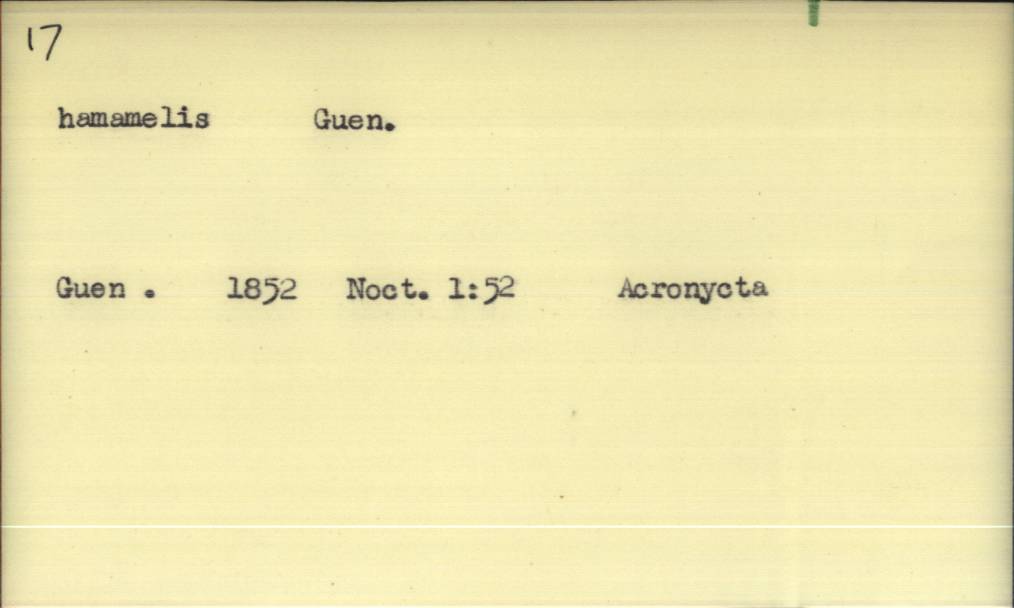 17
hamamelis Guen.
Guen . 1852 Noct. 1:52 Acronycta